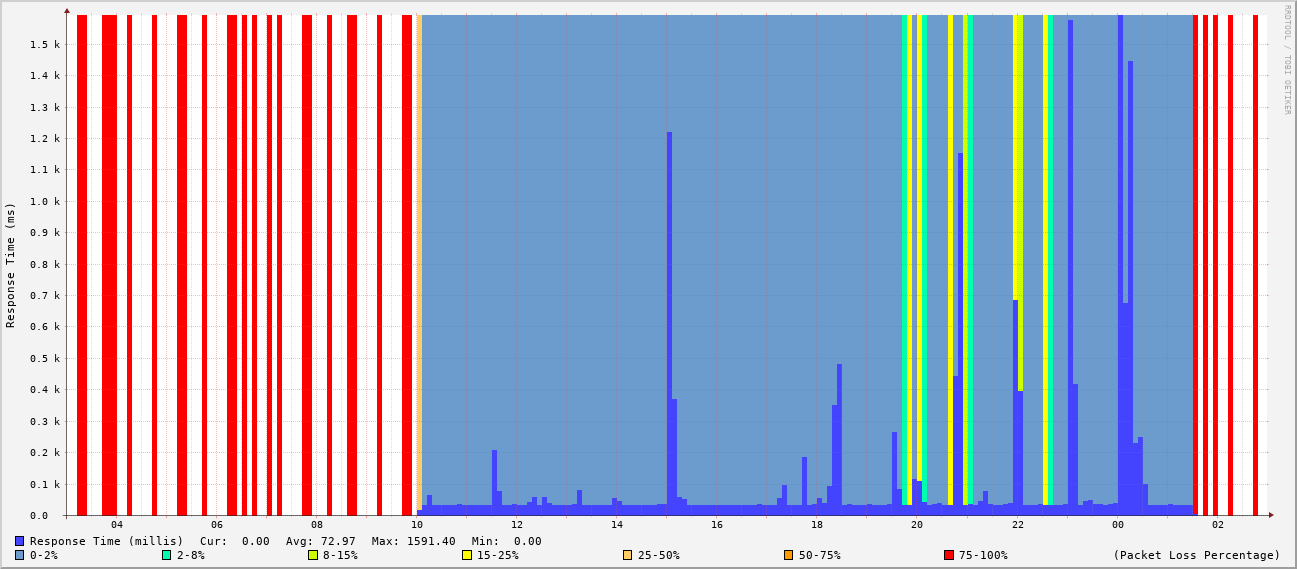 RRDTOOL / TOBI OETIKER
Response Time (ms)
1.5 k
1.4 k
1.3 k
1.2 k
1.1 k
1.0 k
0.9 k
0.8 k
0.7 k
0.6 k
0.5 k
0.4 k
0.3 k
0.2 k
0.1 k
0.0
04 06 08 10 12 14 16 18 20 22 00 02
Response Time (millis) Cur: 0.00 Avg: 72.97 Max: 1591.40 Min: 0.00
0-2% 2-8% 8-15% 15-25% 25-50% 50-75% 75-100% (Packet Loss Percentage)